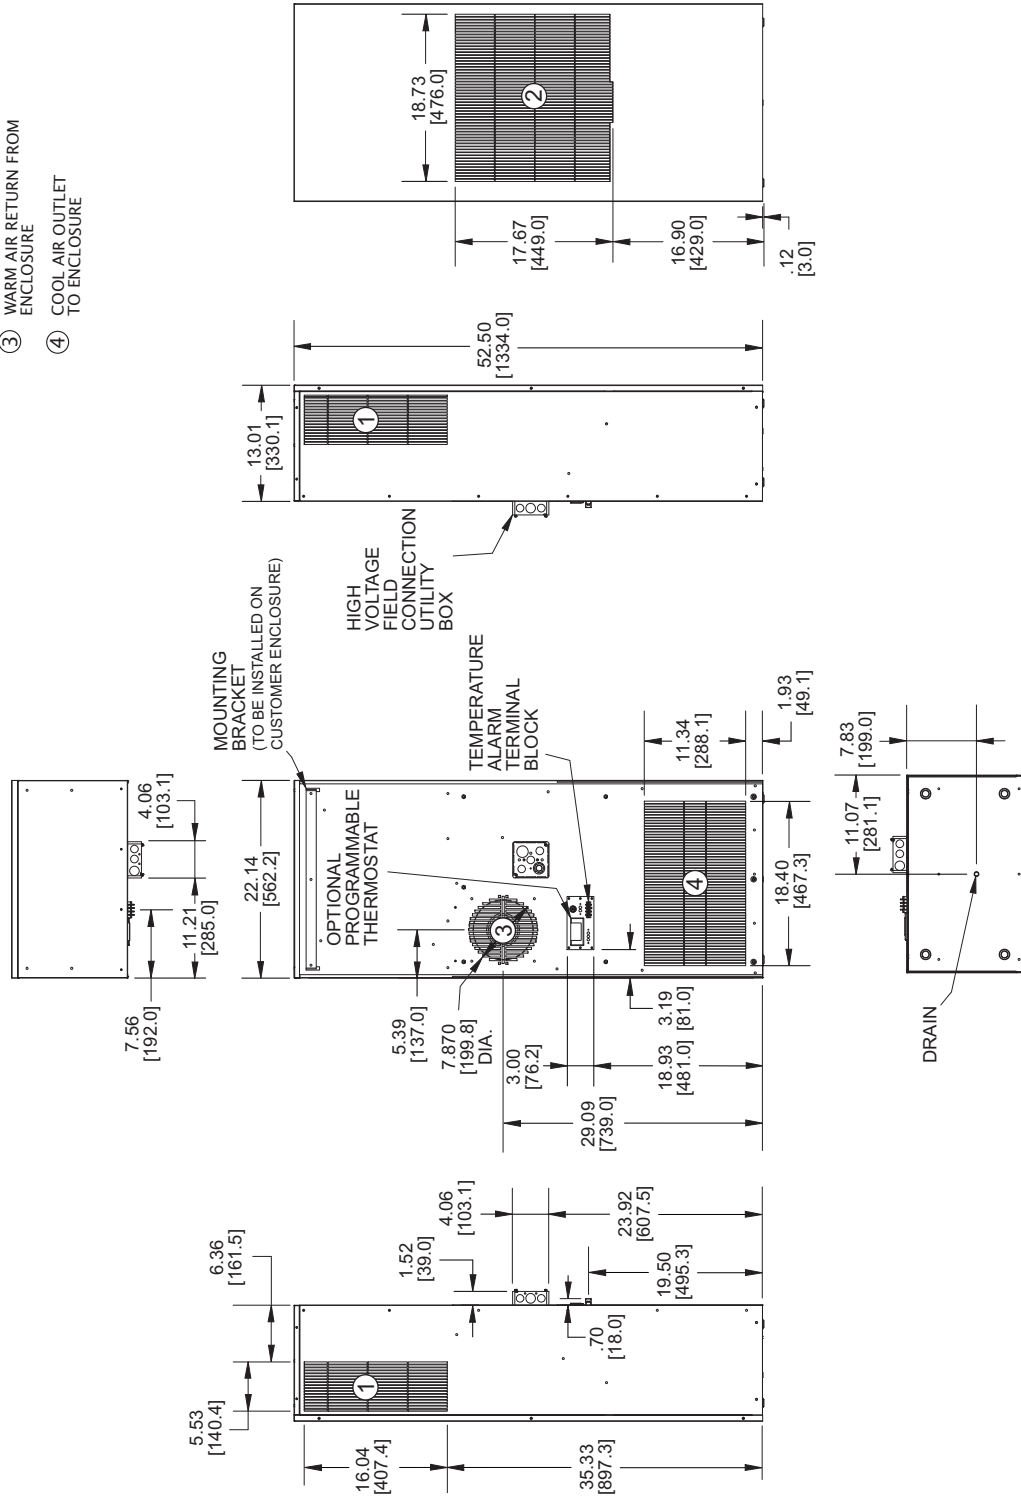 ③ WARM AIR RETURN FROM
ENCLOSURE
④ COOL AIR OUTLET
TO ENCLOSURE
18.73
[476.0]
2
17.67
[449.0]
16.90
[429.0]
.12
[3.0]
13.01
[330.1]
1
52.50
[1334.0]
HIGH
VOLTAGE
FIELD
CONNECTION
UTILITY
BOX
MOUNTING
BRACKET
(TO BE INSTALLED ON
CUSTOMER ENCLOSURE)
TEMPERATURE
ALARM
TERMINAL
BLOCK
4.06
[103.1]
11.21
[285.0]
7.56
[192.0]
22.14
[562.2]
OPTIONAL
PROGRAMMABLE
THERMOSTAT
3
4
11.34
[288.1]
1.93
[49.1]
18.40
[467.3]
5.39
[137.0]
7.870
[199.8]
DIA.
3.00
[76.2]
3.19
[81.0]
18.93
[481.0]
29.09
[739.0]
7.83
[199.0]
11.07
[281.1]
DRAIN
6.36
[161.5]
5.53
[140.4]
1.52
[39.0]
4.06
[103.1]
23.92
[607.5]
19.50
[495.3]
.70
[18.0]
1
16.04
[407.4]
35.33
[897.3]